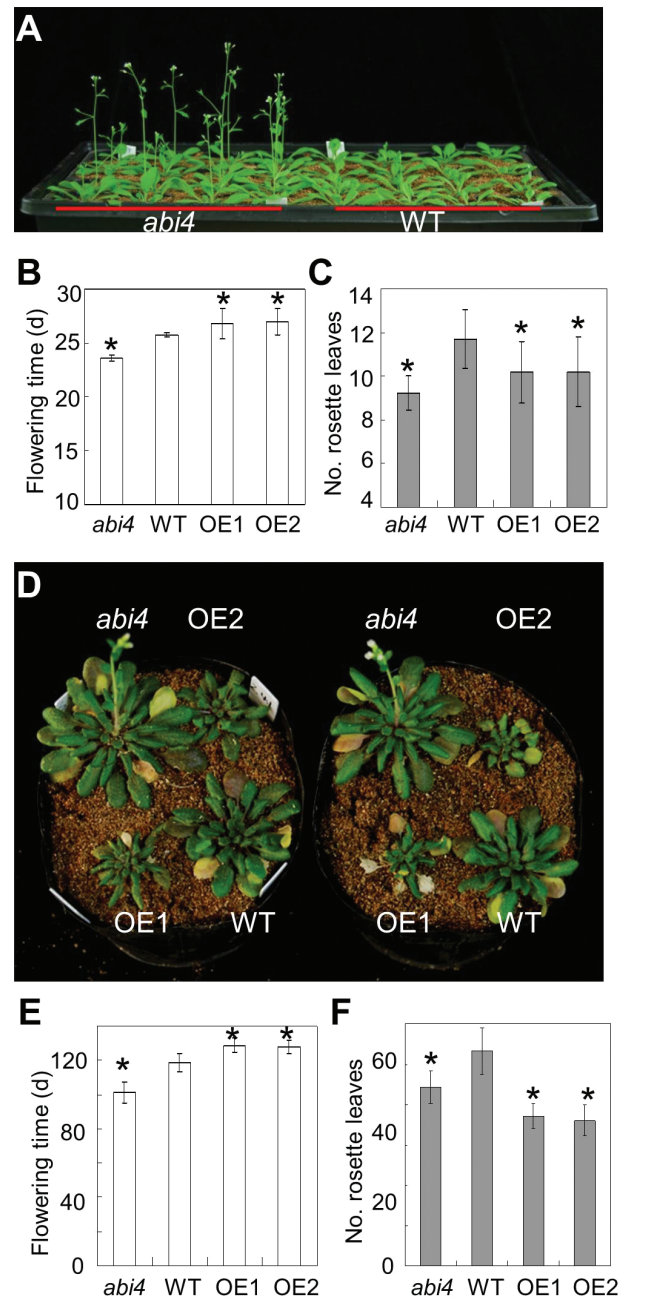 A
abi4 WT
B
30
25
20
15
10
Flowering time (d)
* * *
abi4 WT OE1 OE2
C
14
12
10
8
6
4
No. rosette leaves
* * *
abi4 WT OE1 OE2
D
abi4 OE2 abi4 OE2
OE1 WT OE1 WT
E
120
80
40
0
Flowering time (d)
* * *
abi4 WT OE1 OE2
F
60
40
20
0
No. rosette leaves
* * *
abi4 WT OE1 OE2